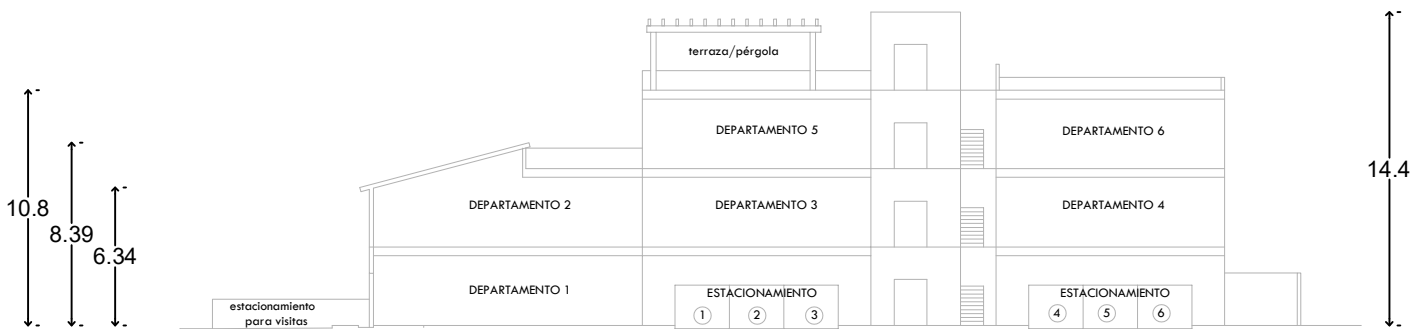 terraza/pérgola
DEPARTAMENTO 5
DEPARTAMENTO 6
14.4
10.8
8.39
6.34
DEPARTAMENTO 2
DEPARTAMENTO 3
DEPARTAMENTO 4
DEPARTAMENTO 1
ESTACIONAMIENTO
1 2 3
ESTACIONAMIENTO
4 5 6
estacionamiento
para visitas